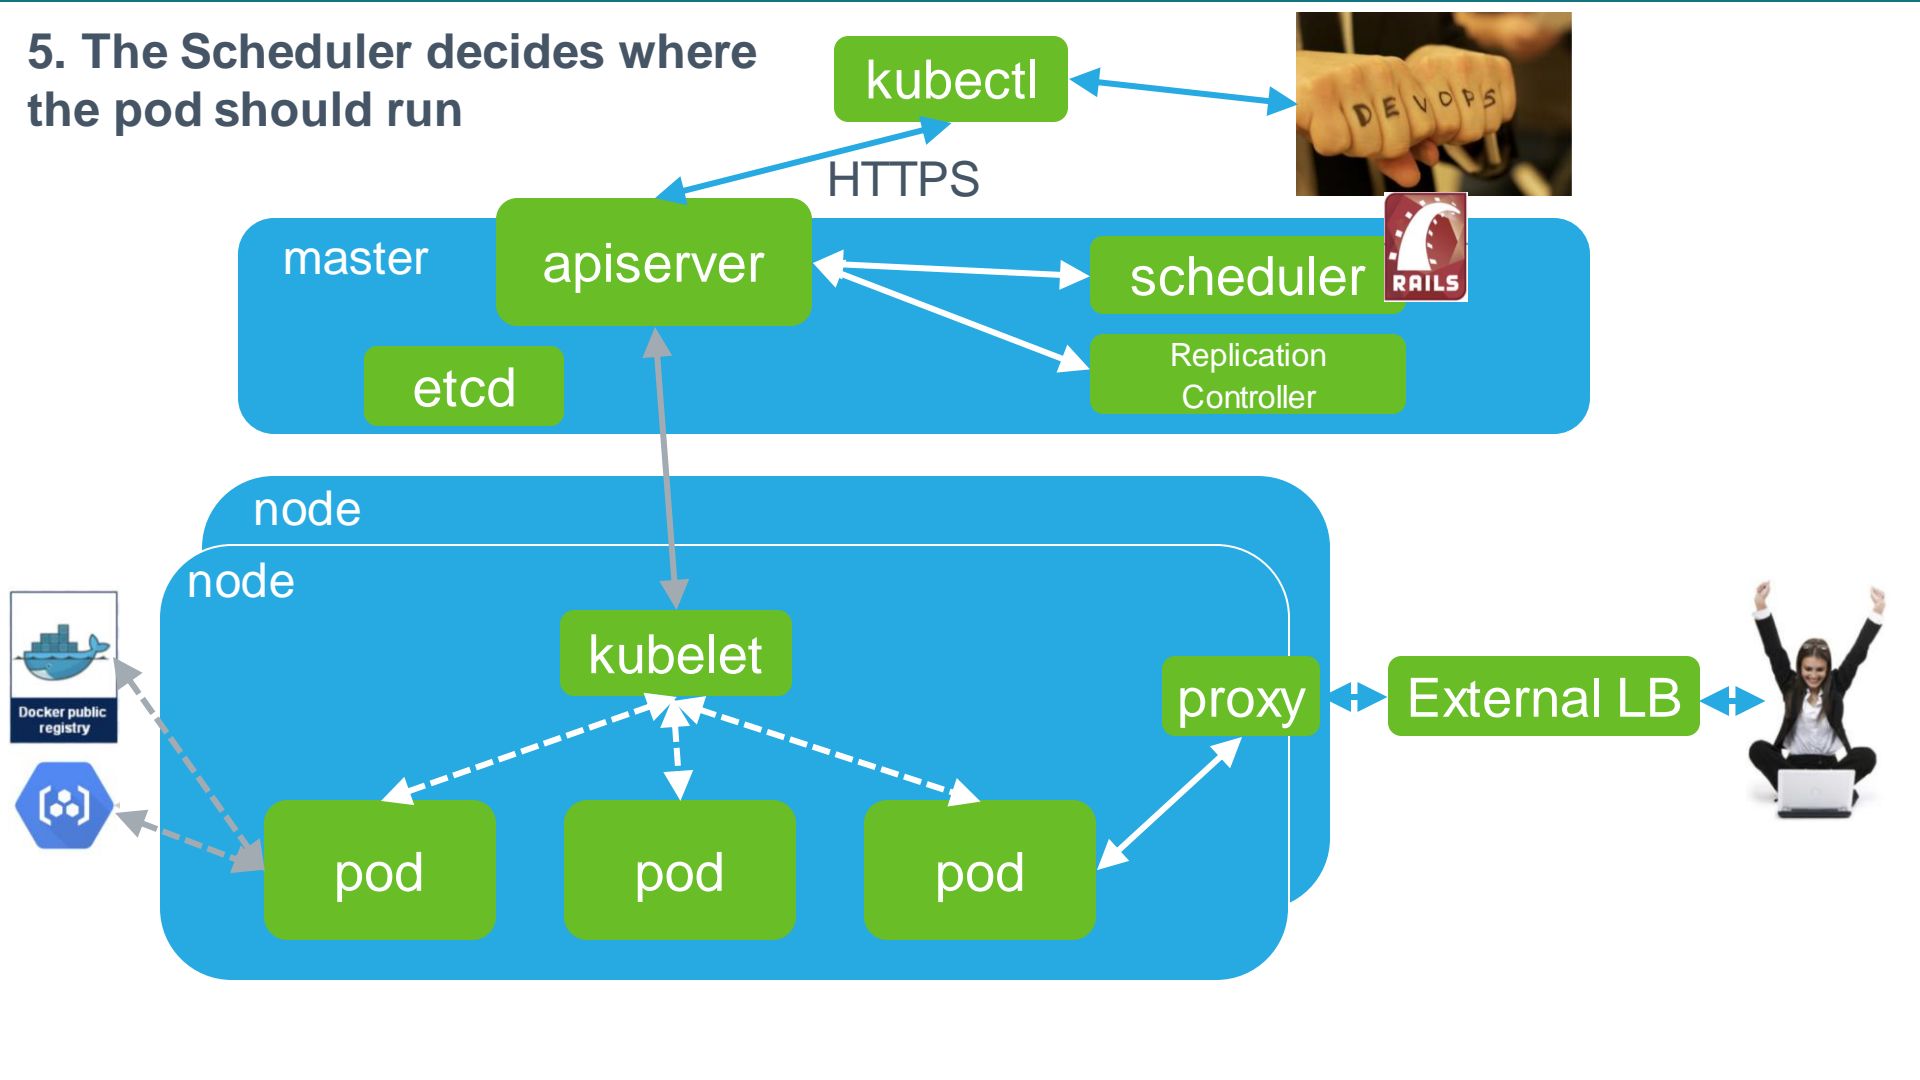 5. The Scheduler decides where
the pod should run
kubectl
DEVOPS
HTTPS
master
apiserver
scheduler
RAILS
etcd
Replication
Controller
node
node
kubelet
Docker public
registry
proxy
External LB
pod
pod
pod